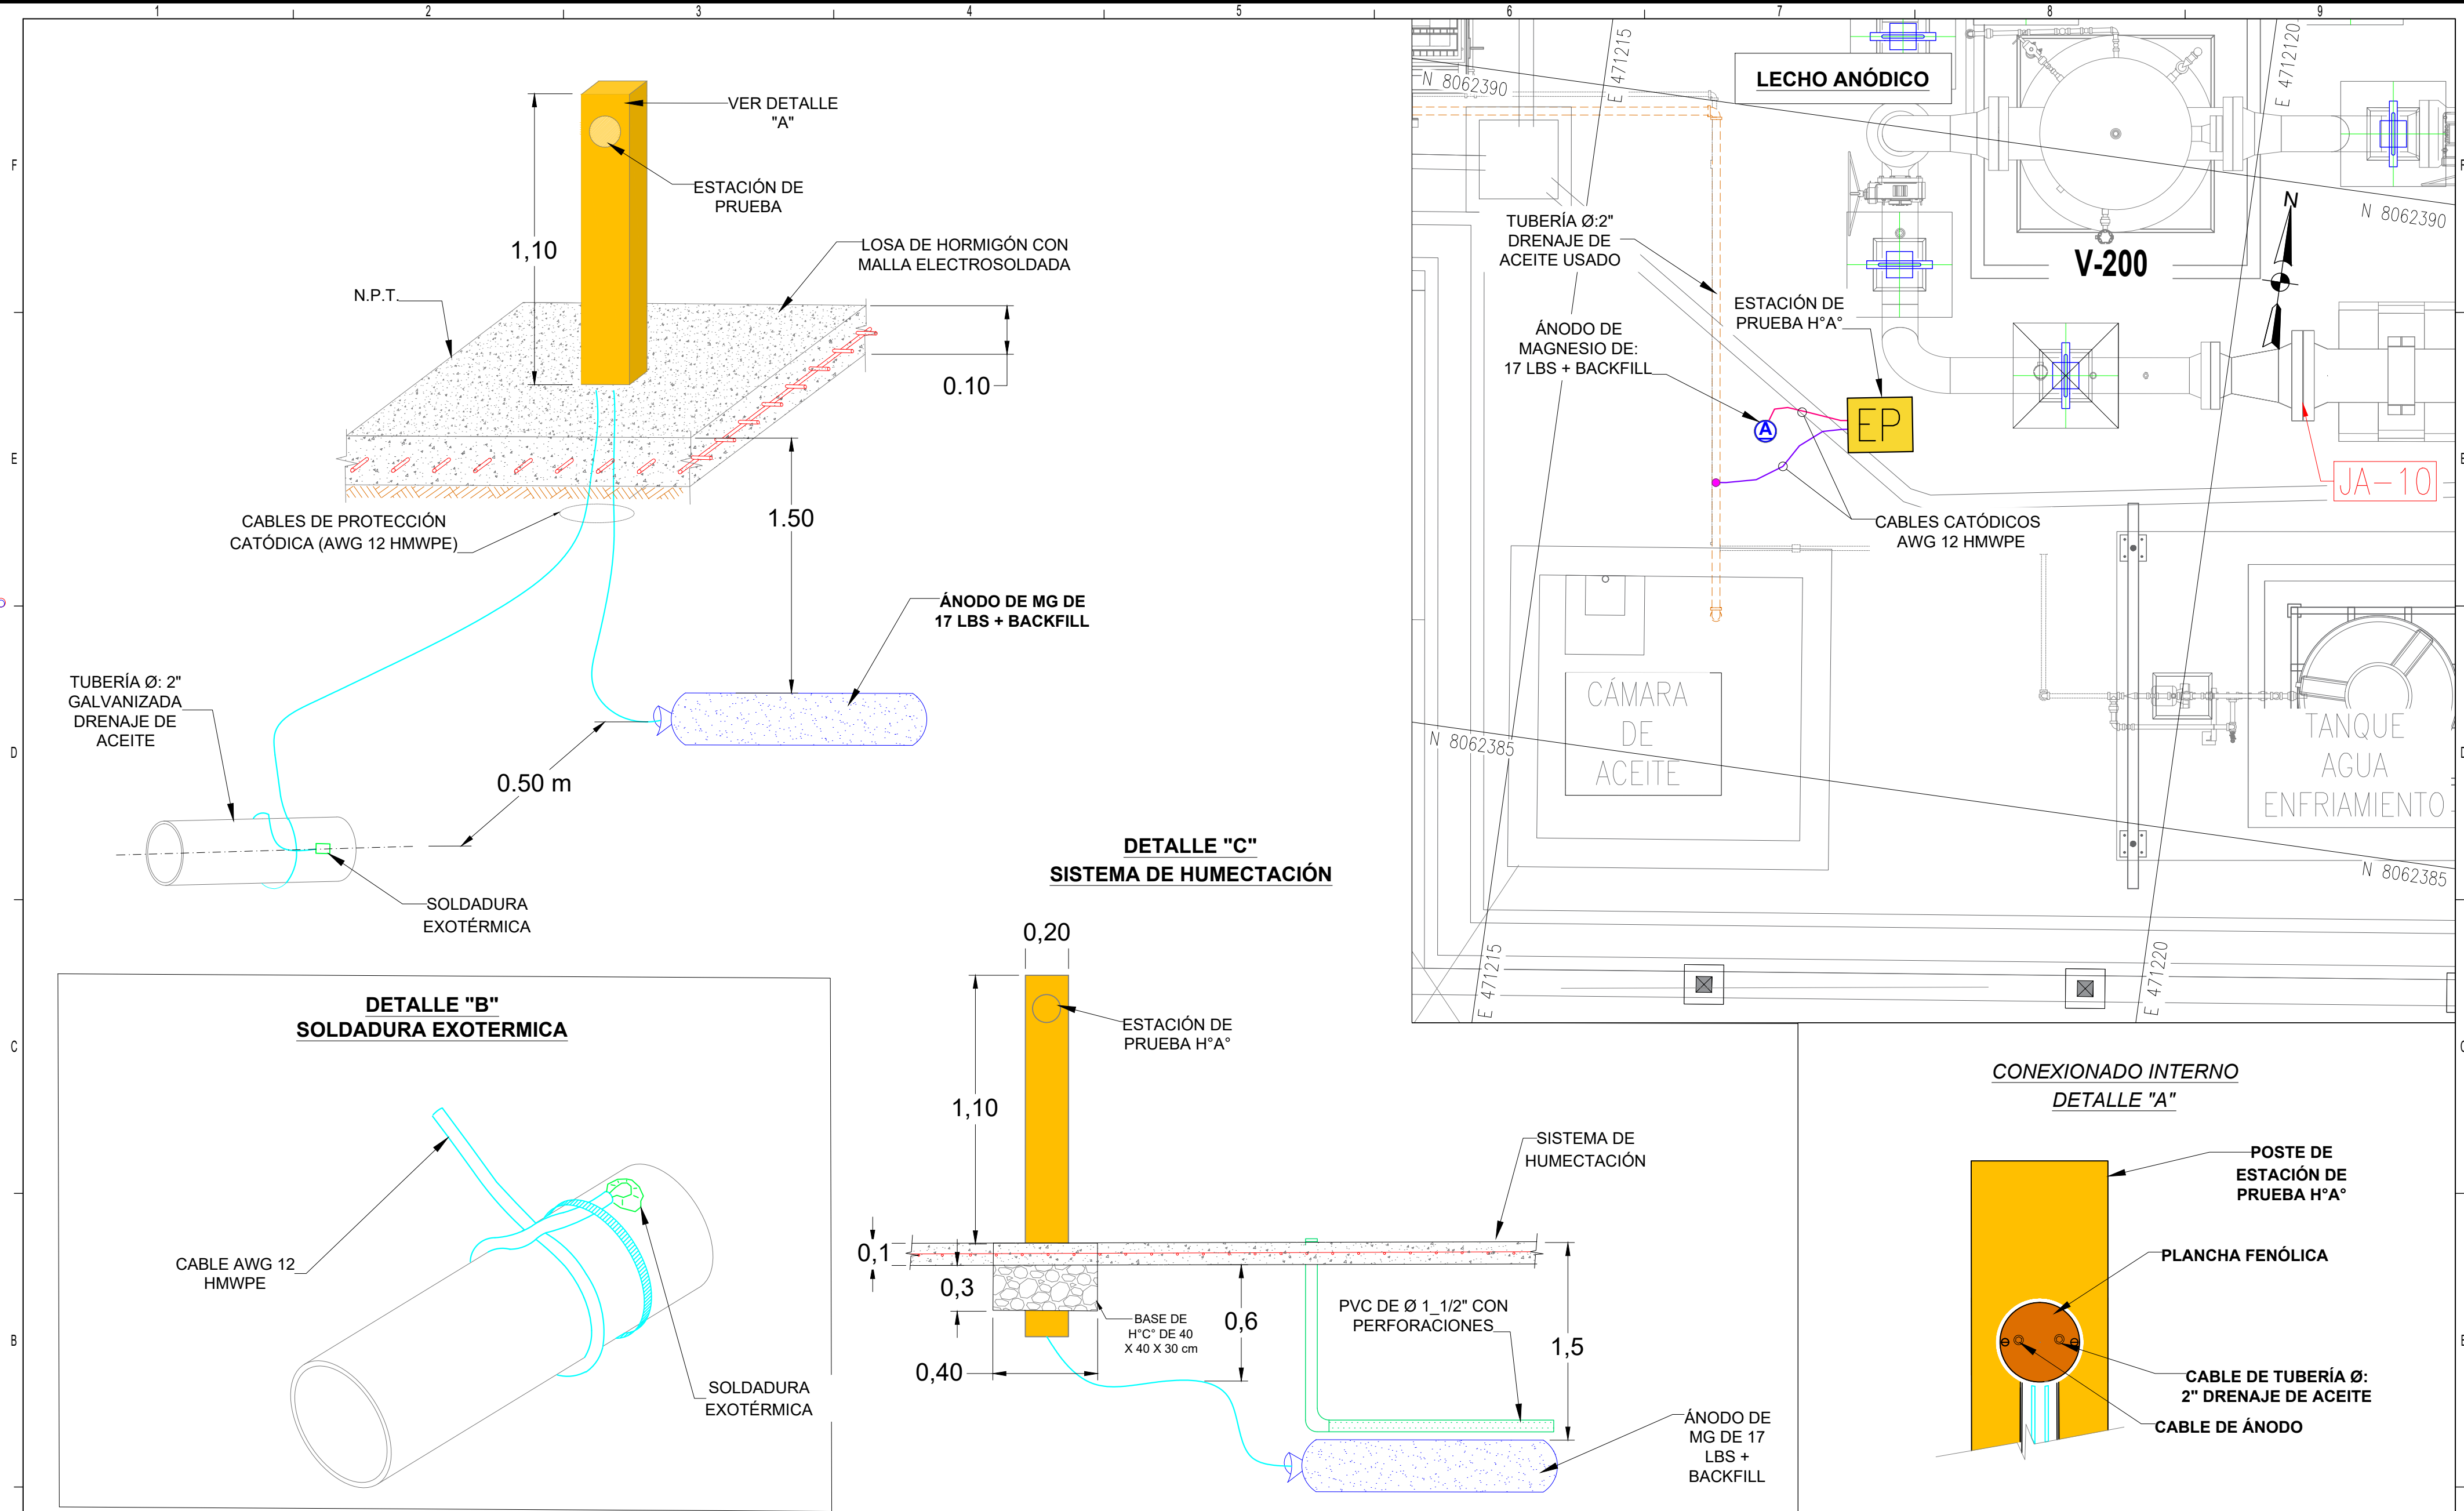 1
2
3
4
5
6
7
8
9
F
E
D
C
B
VER DETALLE
"A"
ESTACIÓN DE
PRUEBA
1,10
LOSA DE HORMIGÓN CON
MALLA ELECTROSOLDADA
N.P.T.
0.10
1.50
CABLES DE PROTECCIÓN
CATÓDICA (AWG 12 HMWPE)
ÁNODO DE MG DE
17 LBS + BACKFILL
TUBERÍA Ø: 2"
GALVANIZADA
DRENAJE DE
ACEITE
0.50 m
SOLDADURA
EXOTÉRMICA
LECHO ANÓDICO
N 8062390
E 471215
E 4712120
N 8062390
N
TUBERÍA Ø:2"
DRENAJE DE
ACEITE USADO
V-200
ESTACIÓN DE
PRUEBA H°A°
ÁNODO DE
MAGNESIO DE:
17 LBS + BACKFILL
A
EP
JA-10
CABLES CATÓDICOS
AWG 12 HMWPE
CÁMARA
DE
ACEITE
N 8062385
TANQUE
AGUA
ENFRIAMIENTO
N 8062385
E 471215
E 471220
DETALLE "B"
SOLDADURA EXOTERMICA
CABLE AWG 12
HMWPE
SOLDADURA
EXOTÉRMICA
DETALLE "C"
SISTEMA DE HUMECTACIÓN
0,20
ESTACIÓN DE
PRUEBA H°A°
1,10
SISTEMA DE
HUMECTACIÓN
0,1
0,3
BASE DE
H°C° DE 40
X 40 X 30 cm
0,6
PVC DE Ø 1_1/2" CON
PERFORACIONES
1,5
0,40
ÁNODO DE
MG DE 17
LBS +
BACKFILL
CONEXIONADO INTERNO
DETALLE "A"
POSTE DE
ESTACIÓN DE
PRUEBA H°A°
PLANCHA FENÓLICA
CABLE DE TUBERÍA Ø:
2" DRENAJE DE ACEITE
CABLE DE ÁNODO